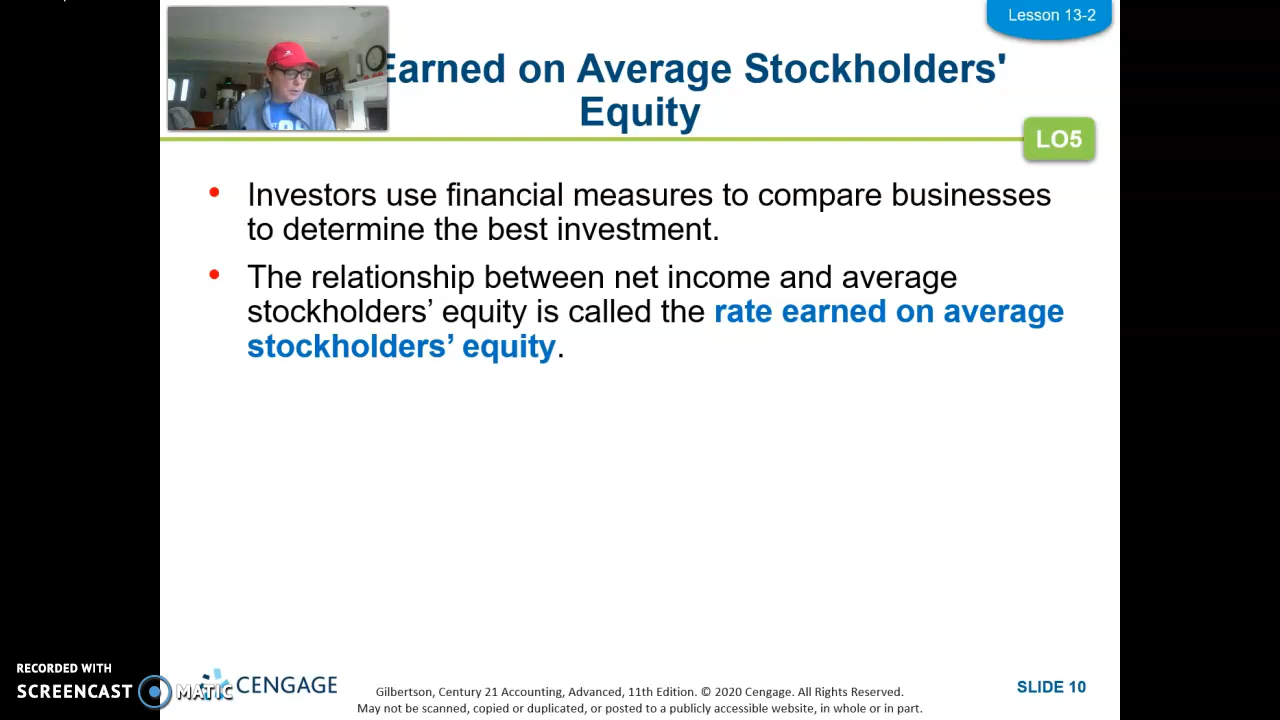 Lesson 13-2
Earned on Average Stockholders'
Equity
LO5
• Investors use financial measures to compare businesses
to determine the best investment.
• The relationship between net income and average
stockholders’ equity is called the rate earned on average
stockholders’ equity.
RECORDED WITH
SCREENCAST MATIC
CENGAGE
Gilbertson, Century 21 Accounting, Advanced, 11th Edition. © 2020 Cengage. All Rights Reserved.
May not be scanned, copied or duplicated, or posted to a publicly accessible website, in whole or in part.
SLIDE 10